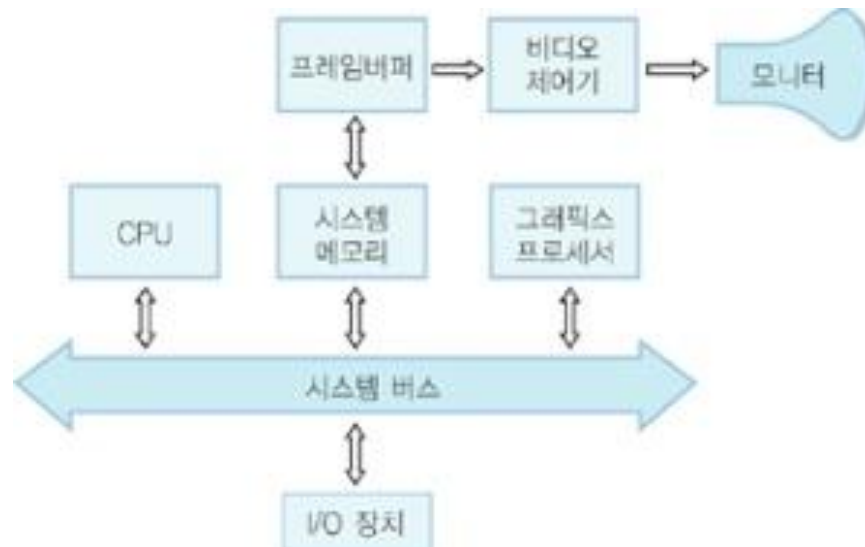 프레임버퍼
비디오
제어기
모니터
CPU
시스템
메모리
그래픽스
프로세서
시스템 버스
I/O 장치